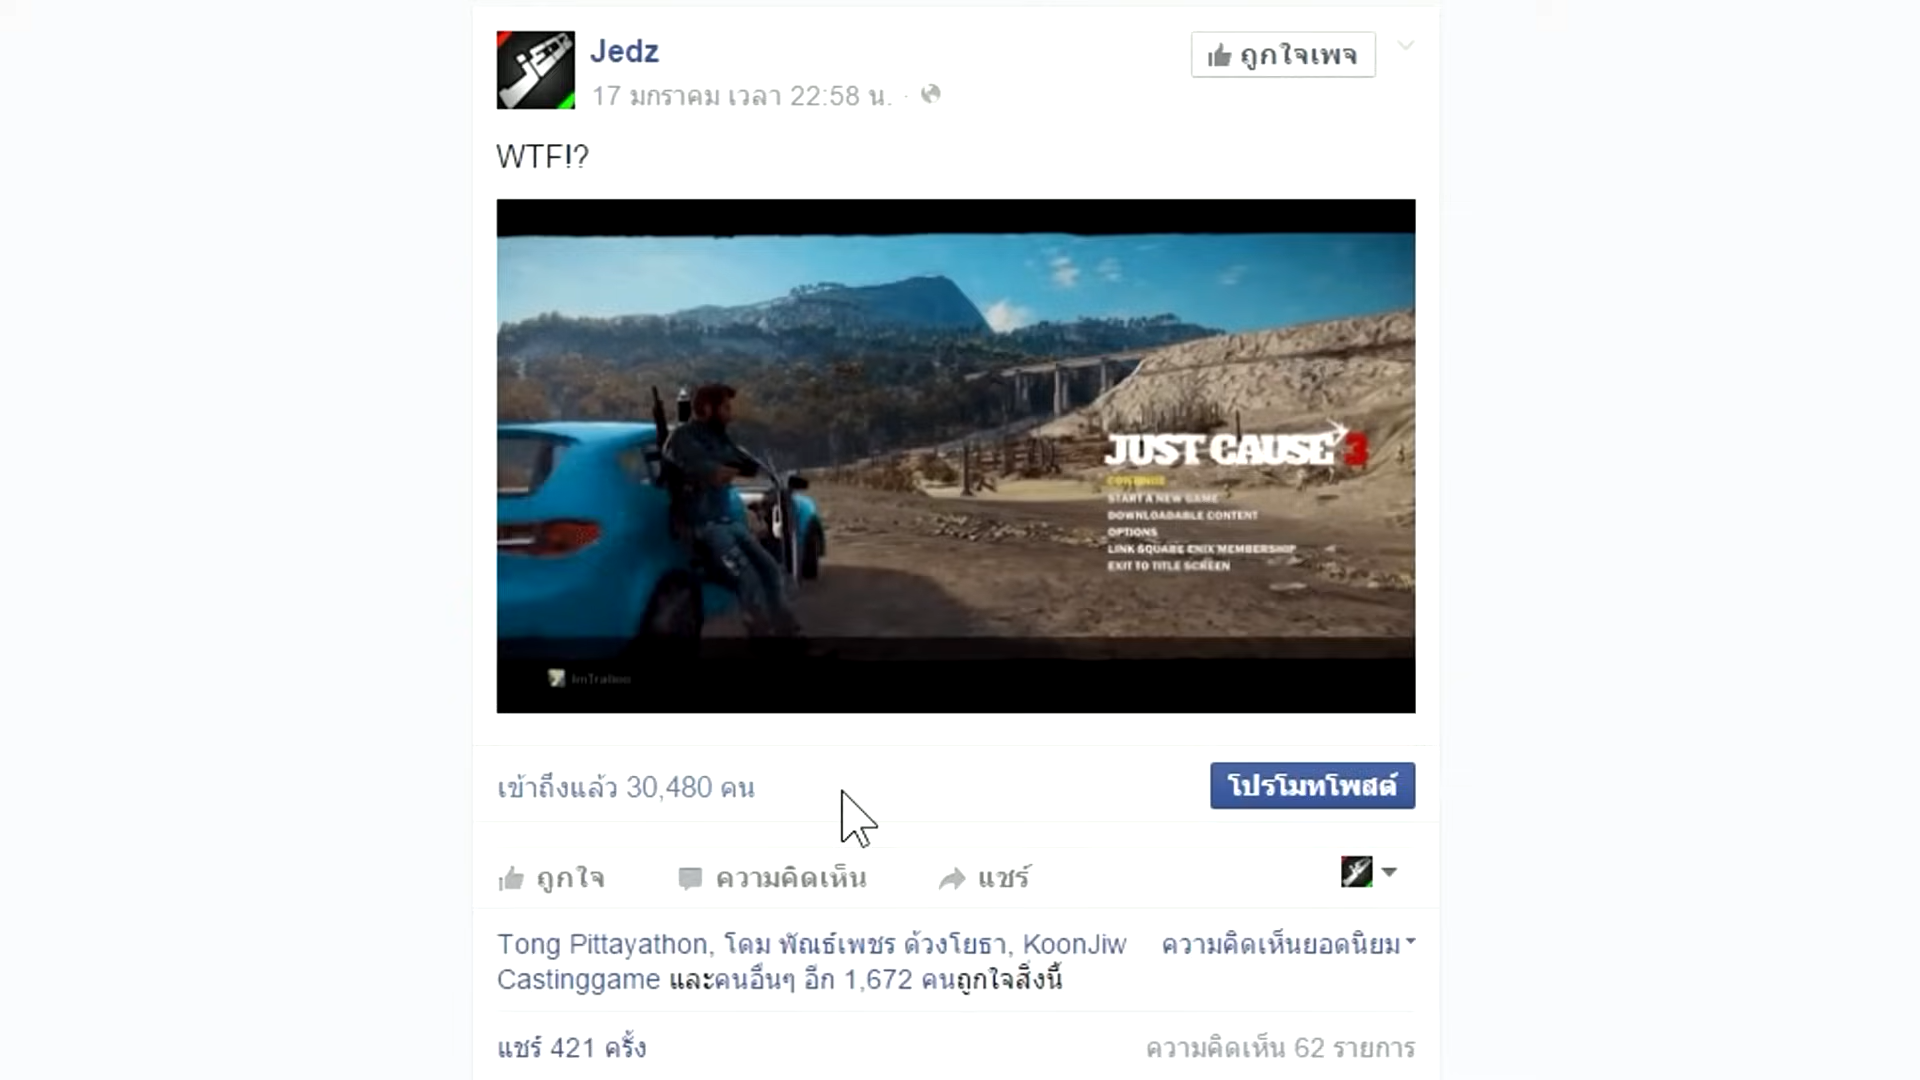 Jedz
ถูกใจเพจ
17 มกราคม เวลา 22:58 น. ·
WTF!?
JUST CAUSE 3
CONTINUE
START A NEW GAME
DOWNLOADABLE CONTENT
OPTIONS
LINK SQUARE ENIX MEMBERSHIP
EXIT TO TITLE SCREEN
เข้าถึงแล้ว 30,480 คน
โปรโมทโพสต์
ถูกใจ ความคิดเห็น แชร์
Tong Pittayathon, โดม พัณธ์เพชร ด้วงโยธา, KoonJiw
Castinggame และคนอื่นๆ อีก 1,672 คนถูกใจสิ่งนี้
ความคิดเห็นยอดนิยม
แชร์ 421 ครั้ง
ความคิดเห็น 62 รายการ